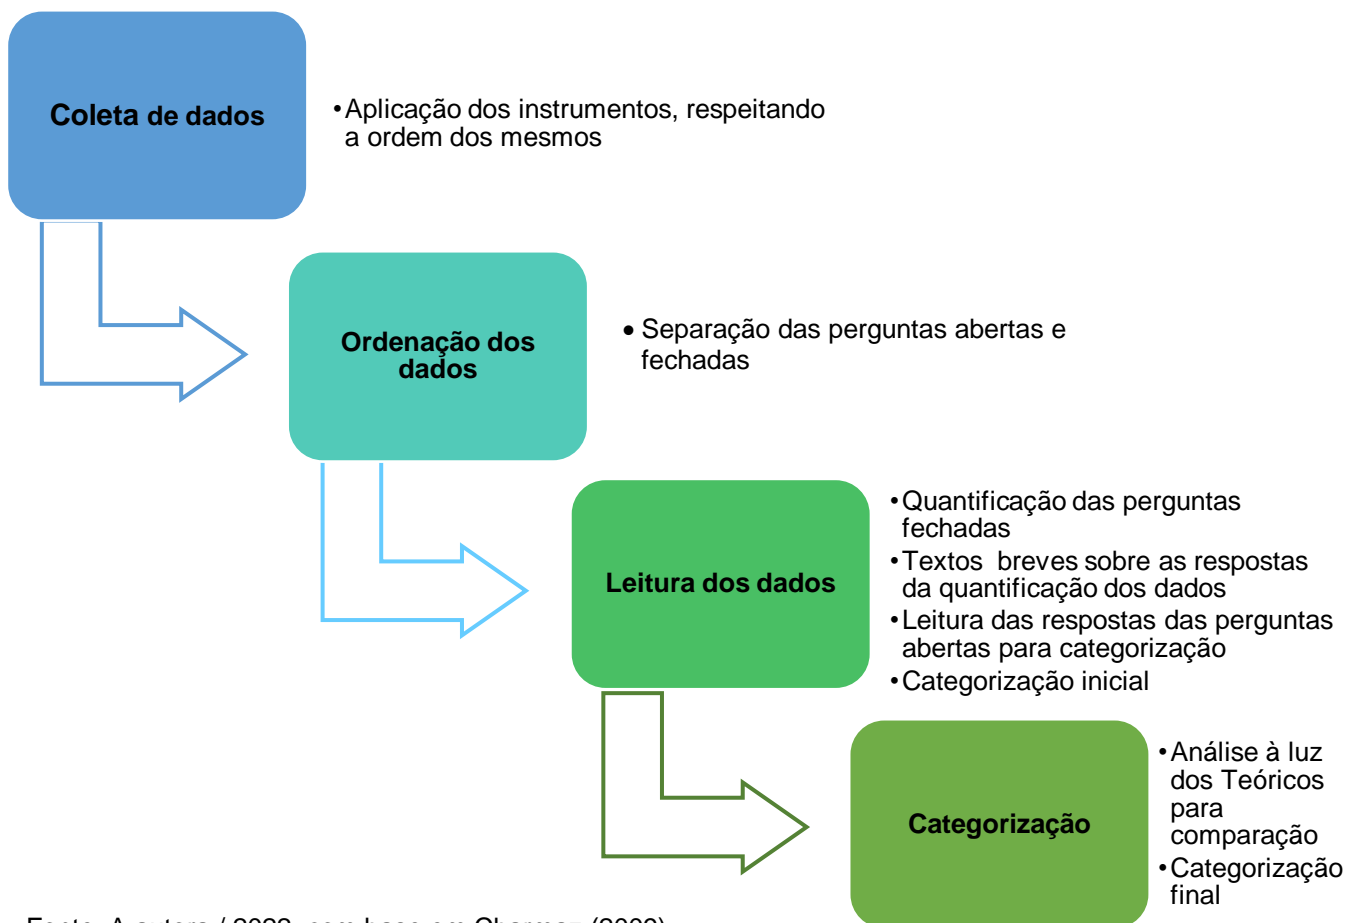 Coleta de dados
•Aplicação dos instrumentos, respeitando
a ordem dos mesmos
Ordenação dos
dados
• Separação das perguntas abertas e
fechadas
Leitura dos dados
•Quantificação das perguntas
fechadas
•Textos breves sobre as respostas
da quantificação dos dados
•Leitura das respostas das perguntas
abertas para categorização
•Categorização inicial
Categorização
•Análise à luz
dos Teóricos
para
comparação
•Categorização
final